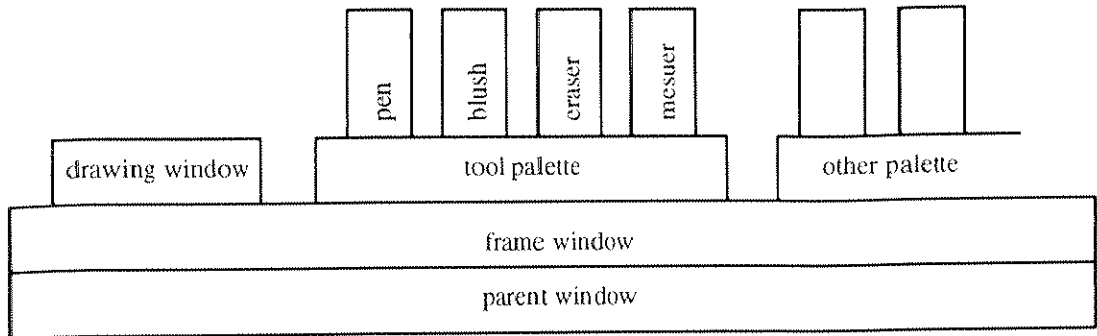 pen
blush
eraser
mesuer
drawing window
tool palette
other palette
frame window
parent window